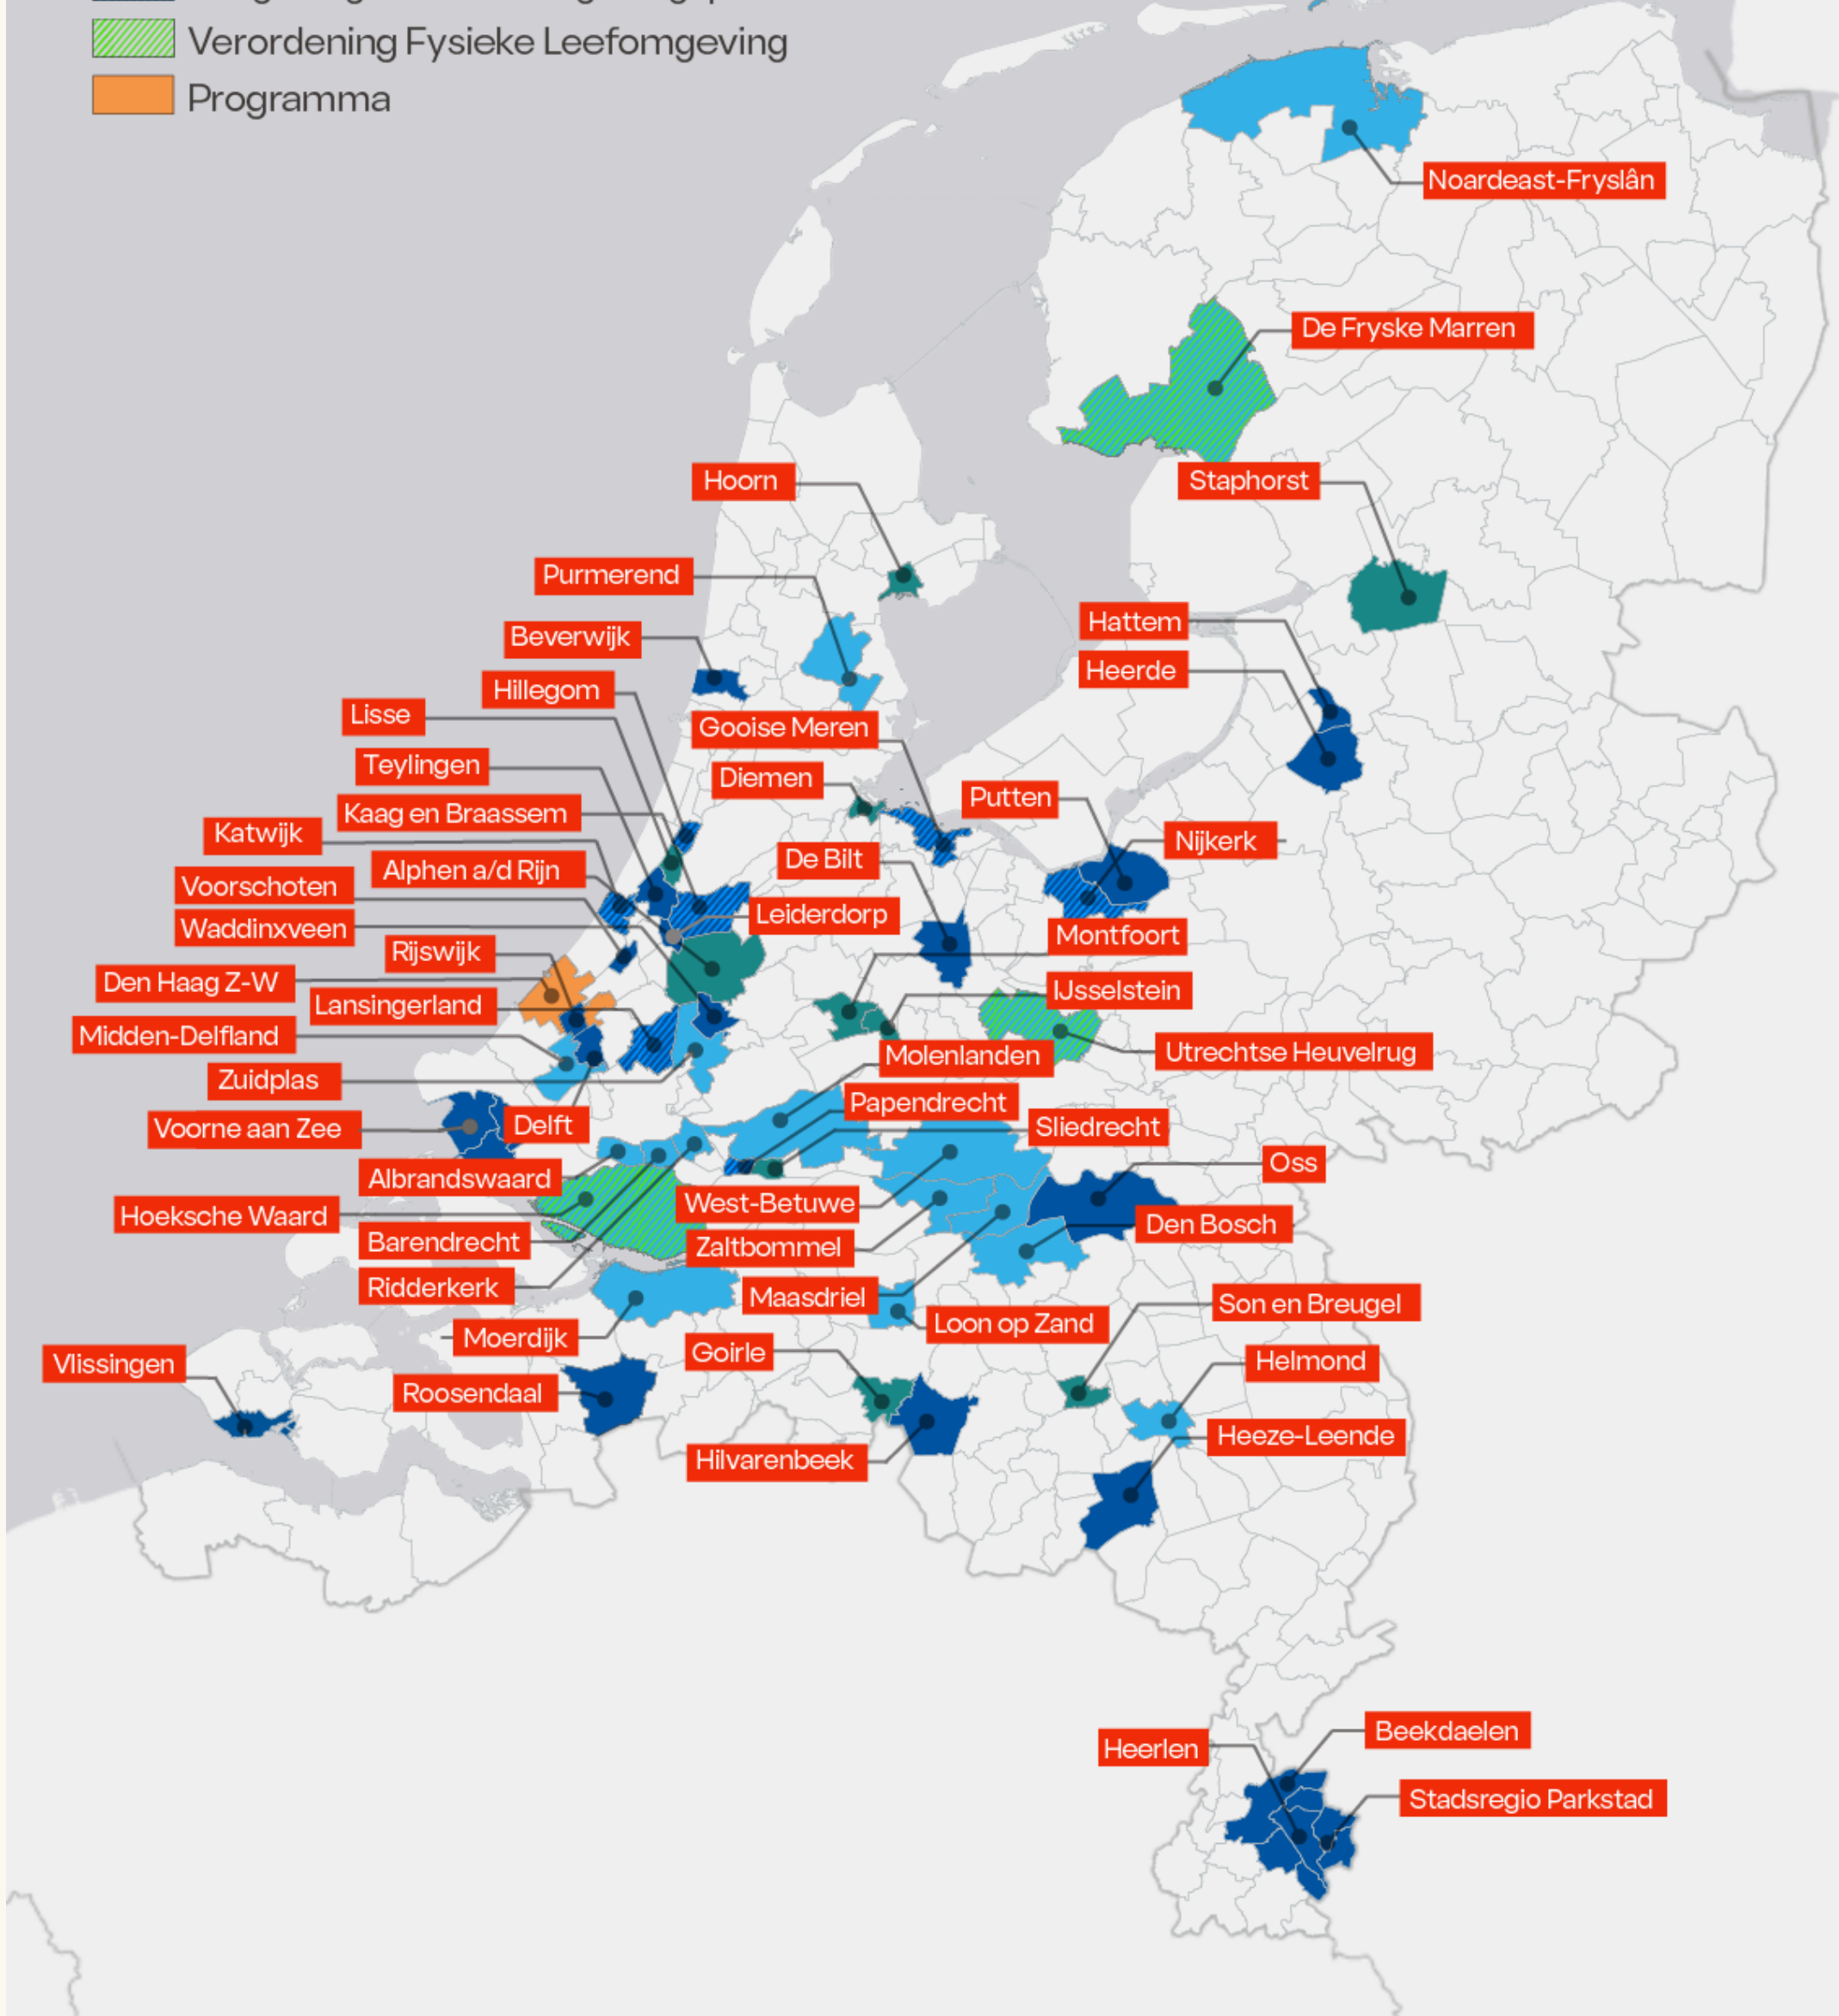 Verordening Fysieke Leefomgeving
Programma
Noardeast-Fryslân
De Fryske Marren
Hoorn
Staphorst
Purmerend
Hattem
Beverwijk
Heerde
Hillegom
Lisse
Gooise Meren
Teylingen
Diemen
Putten
Kaag en Braassem
Katwijk
Nijkerk
De Bilt
Alphen a/d Rijn
Voorschoten
Leiderdorp
Waddinxveen
Montfoort
Rijswijk
Den Haag Z-W
IJsselstein
Lansingerland
Midden-Delfland
Utrechtse Heuvelrug
Molenlanden
Zuidplas
Papendrecht
Delft
Voorne aan Zee
Sliedrecht
Oss
Albrandswaard
West-Betuwe
Hoeksche Waard
Den Bosch
Barendrecht
Zaltbommel
Ridderkerk
Maasdriel
Son en Breugel
Loon op Zand
Moerdijk
Goirle
Helmond
Vlissingen
Roosendaal
Heeze-Leende
Hilvarenbeek
Beekdaelen
Heerlen
Stadsregio Parkstad